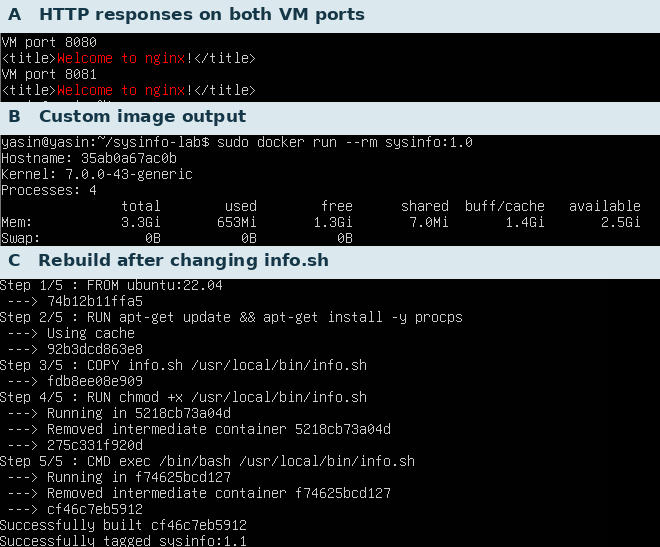 A HTTP responses on both VM ports
VM port 8080
<title>Welcome to nginx!</title>
VM port 8081
<title>Welcome to nginx!</title>
B Custom image output
yasin@yasin:~/sysinfo-lab$ sudo docker run --rm sysinfo:1.0
Hostname: 35ab0a67ac0b
Kernel: 7.0.0-43-generic
Processes: 4
total used free shared buff/cache available
Mem: 3.3Gi 653Mi 1.3Gi 7.0Mi 1.4Gi 2.5Gi
Swap: 0B 0B 0B
C Rebuild after changing info.sh
Step 1/5 : FROM ubuntu:22.04
---> 74b12b11ffa5
Step 2/5 : RUN apt-get update && apt-get install -y procps
---> Using cache
---> 92b3dcd863e8
Step 3/5 : COPY info.sh /usr/local/bin/info.sh
---> fdb8ee08e909
Step 4/5 : RUN chmod +x /usr/local/bin/info.sh
---> Running in 5218cb73a04d
---> Removed intermediate container 5218cb73a04d
---> 275c331f920d
Step 5/5 : CMD exec /bin/bash /usr/local/bin/info.sh
---> Running in f74625bcd127
---> Removed intermediate container f74625bcd127
---> cf46c7eb5912
Successfully built cf46c7eb5912
Successfully tagged sysinfo:1.1